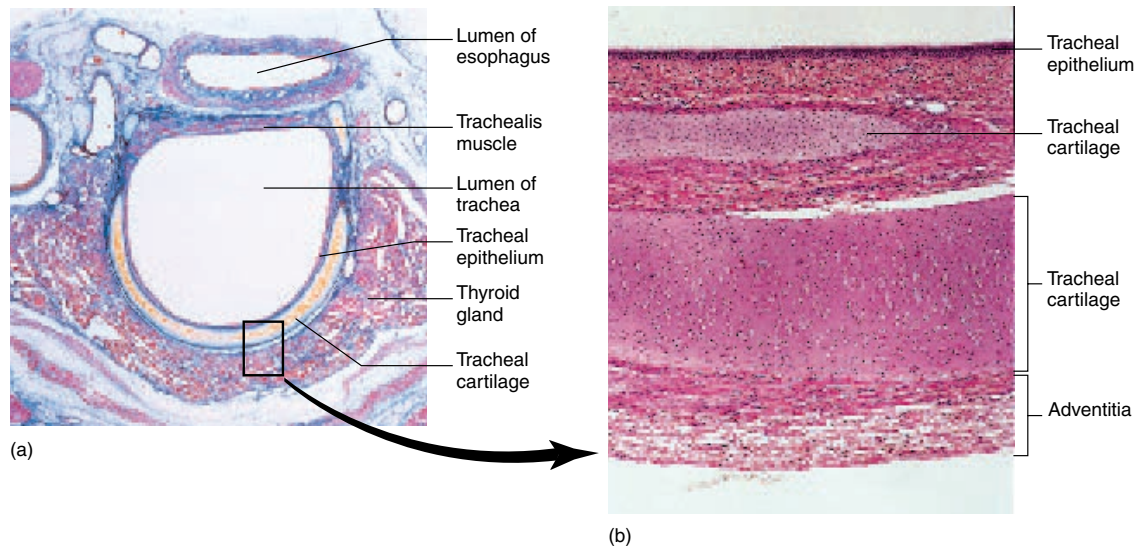 Lumen of
esophagus
Trachealis
muscle
Lumen of
trachea
Tracheal
epithelium
Thyroid
gland
Tracheal
cartilage
(a)
Tracheal
epithelium
Tracheal
cartilage
Tracheal
cartilage
Adventitia
(b)